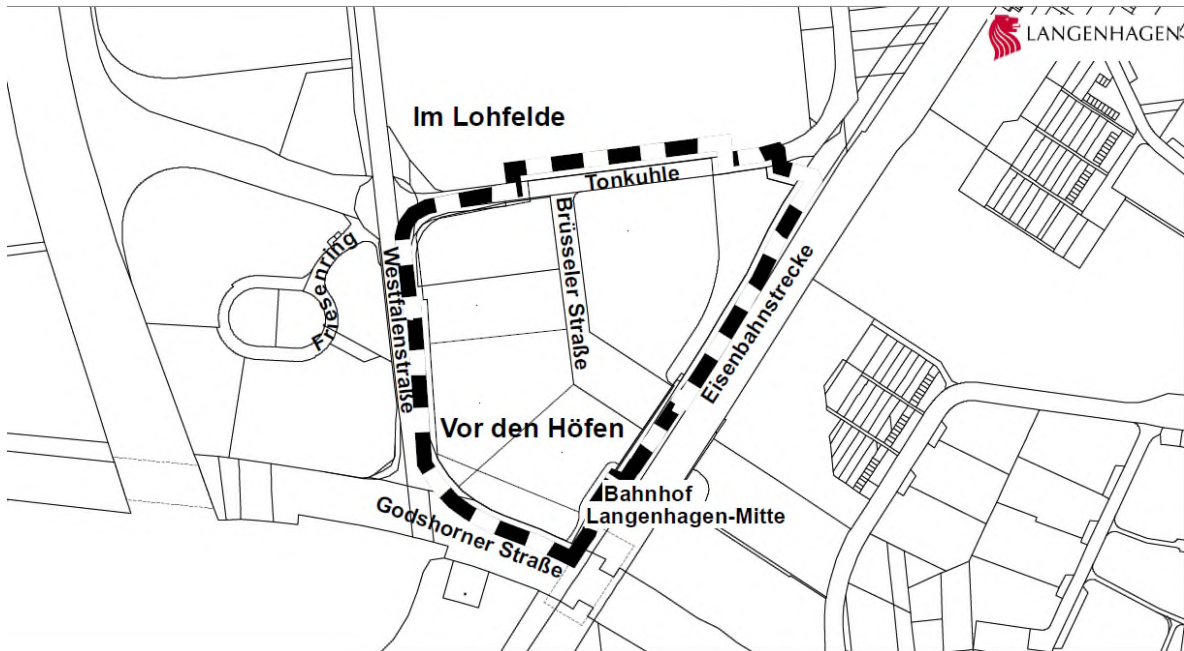 LANGENHAGEN
Im Lohfelde
Tonkuhle
Brüsseler Straße
Friesenring
Westfalenstraße
Eisenbahnstrecke
Vor den Höfen
Bahnhof
Langenhagen-Mitte
Godshorner Straße